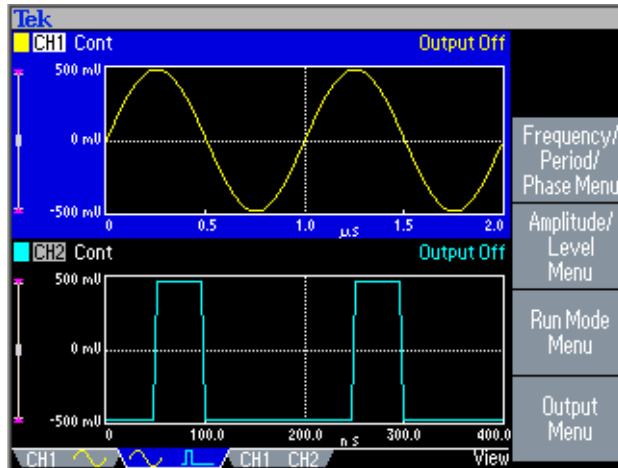 Tek
CH1 Cont Output Off
500 mV
0 mV
-500 mV
0 0.5 1.0 1.5 2.0
µs
CH2 Cont Output Off
500 mV
0 mV
-500 mV
0 100.0 200.0 300.0 400.0
ns
CH1 CH1 CH2 View
Frequency/
Period/
Phase Menu
Amplitude/
Level
Menu
Run Mode
Menu
Output
Menu